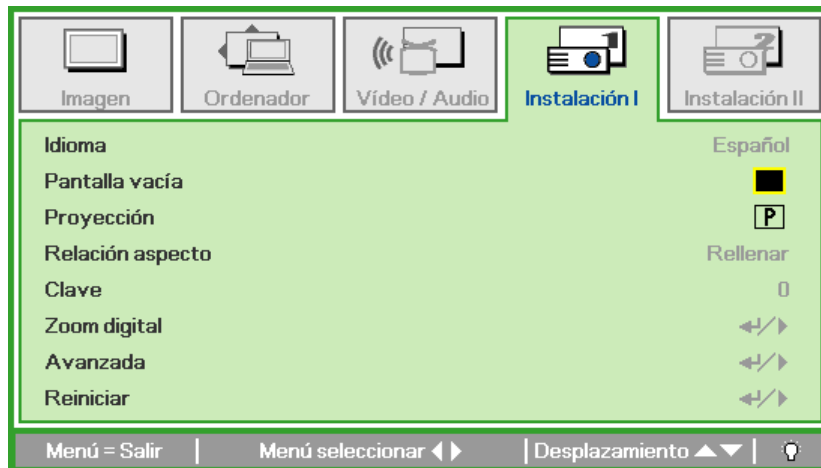 Imagen Ordenador Vídeo / Audio Instalación I Instalación II
Idioma Español
Pantalla vacía
Proyección P
Relación aspecto Rellenar
Clave 0
Zoom digital
Avanzada
Reiniciar
Menú = Salir Menú seleccionar Desplazamiento